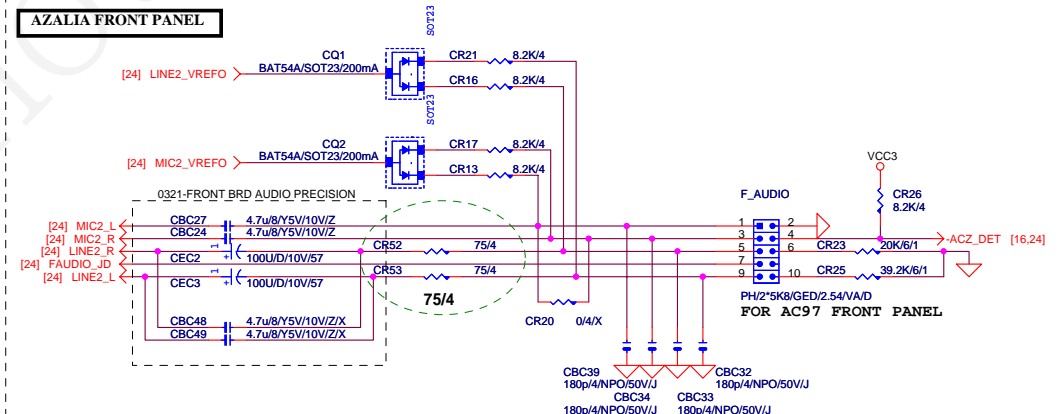 AZALIA FRONT PANEL
SOT23
CQ1
BAT54A/SOT23/200mA
[24] LINE2_VREFO
CR21 8.2K/4
CR16 8.2K/4
SOT23
CQ2
BAT54A/SOT23/200mA
[24] MIC2_VREFO
CR17 8.2K/4
CR13 8.2K/4
VCC3
CR26
8.2K/4
0321-FRONT BRD AUDIO PRECISION
F_AUDIO
[24] MIC2_L CBC27 4.7u/8/Y5V/10V/Z
[24] MIC2_R CBC24 4.7u/8/Y5V/10V/Z
[24] LINE2_R CEC2 1 + 100U/D/10V/57 CR52 75/4
[24] FAUDIO_JD
[24] LINE2_L CEC3 1 + 100U/D/10V/57 CR53 75/4
75/4
CBC48 4.7u/8/Y5V/10V/Z/X
CBC49 4.7u/8/Y5V/10V/Z/X
1 2
3 4
5 6
7
9 10
-ACZ_DET [16,24]
CR23 20K/6/1
CR25 39.2K/6/1
PH/2*5K8/GED/2.54/VA/D
FOR AC97 FRONT PANEL
CR20 0/4/X
CBC39
180p/4/NPO/50V/J
CBC32
180p/4/NPO/50V/J
CBC34
180p/4/NPO/50V/J
CBC33
180p/4/NPO/50V/J